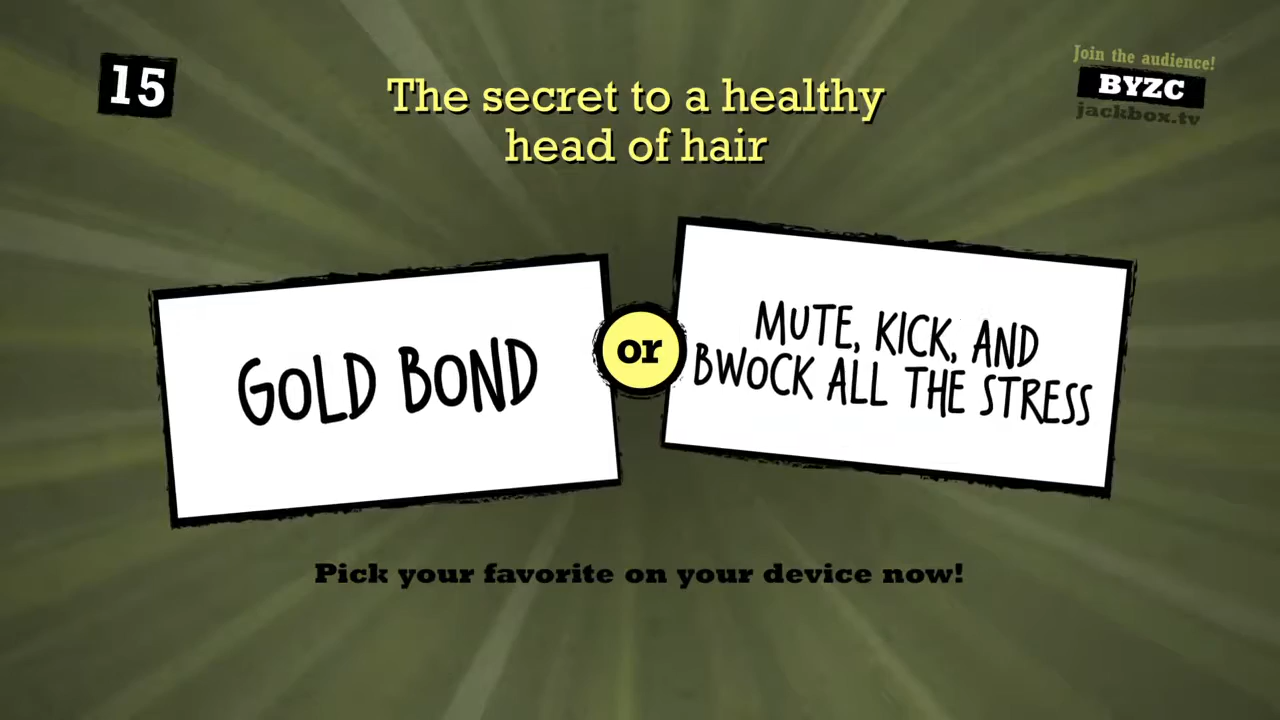 15
The secret to a healthy
head of hair
Join the audience!
BYZC
jackbox.tv
GOLD BOND
or
MUTE, KICK, AND
BWOCK ALL THE STRESS
Pick your favorite on your device now!